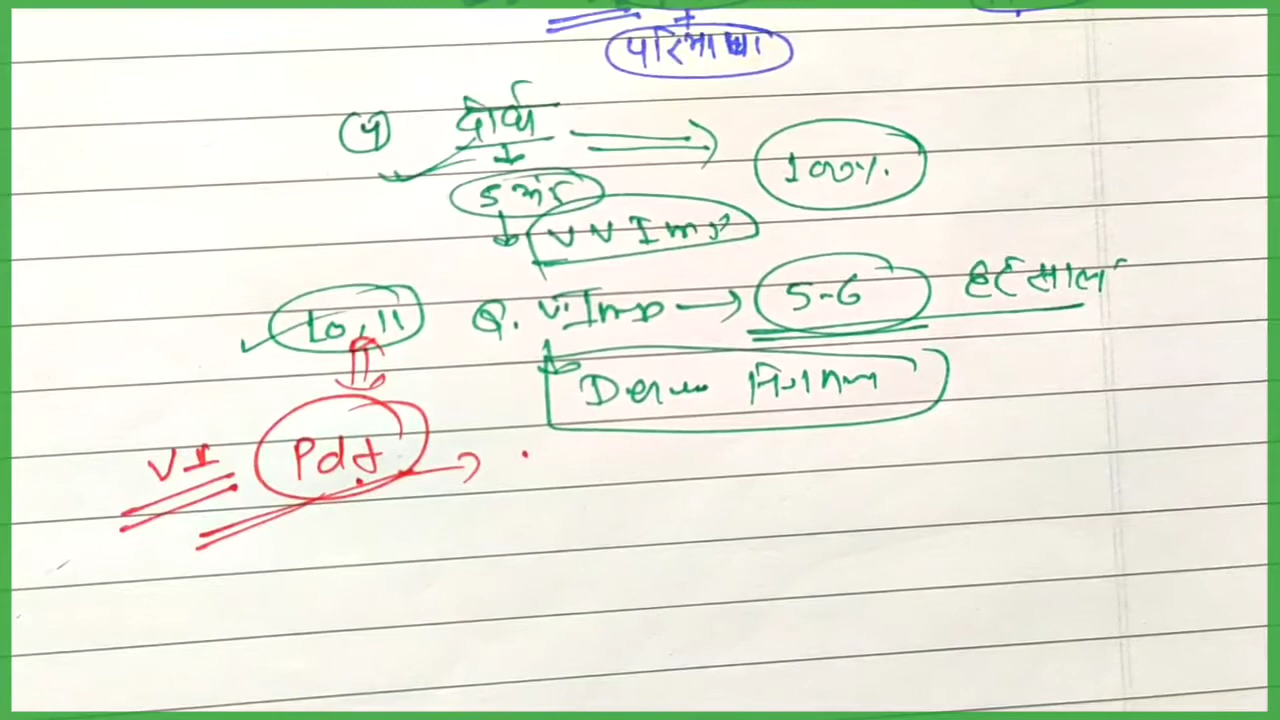 परिभाषा
④ दीर्घ ⟹ 100%
5 अंक
VV Imp
10, 11 Q. V. Imp → 5-6 हर साल
VI Pdf →